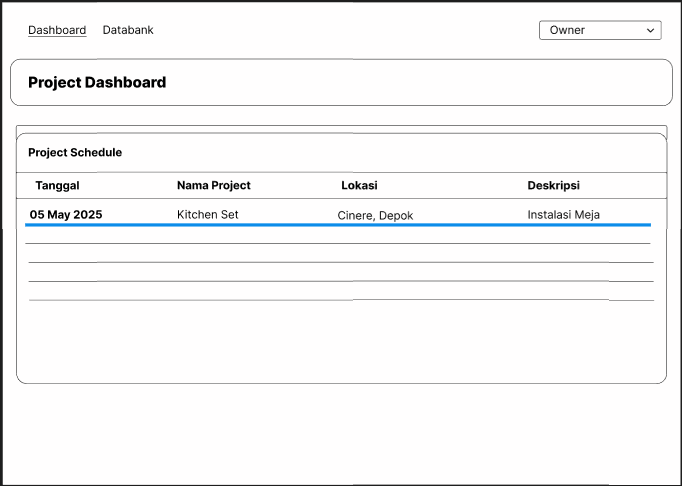 Dashboard Databank Owner
Project Dashboard
Project Schedule
Tanggal Nama Project Lokasi Deskripsi
05 May 2025 Kitchen Set Cinere, Depok Instalasi Meja